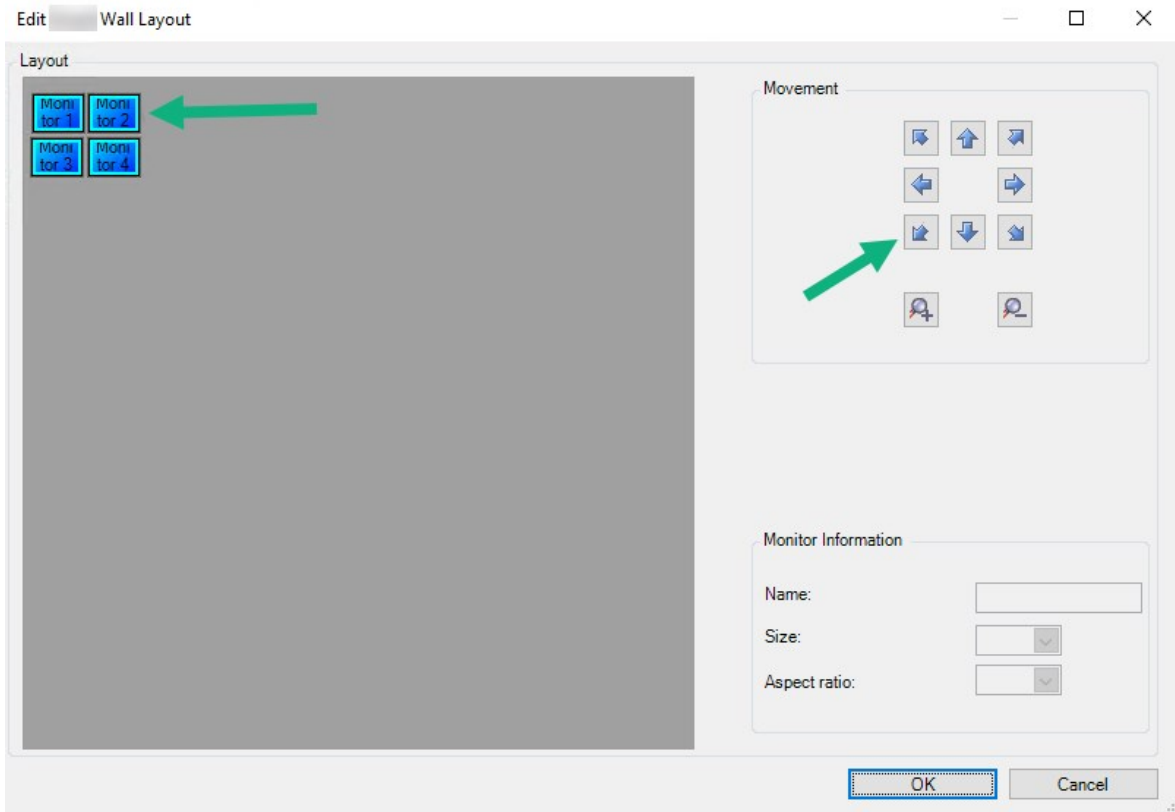 Edit Wall Layout
Layout
Moni
tor 1
Moni
tor 2
Moni
tor 3
Moni
tor 4
Movement
Monitor Information
Name:
Size:
Aspect ratio:
OK
Cancel